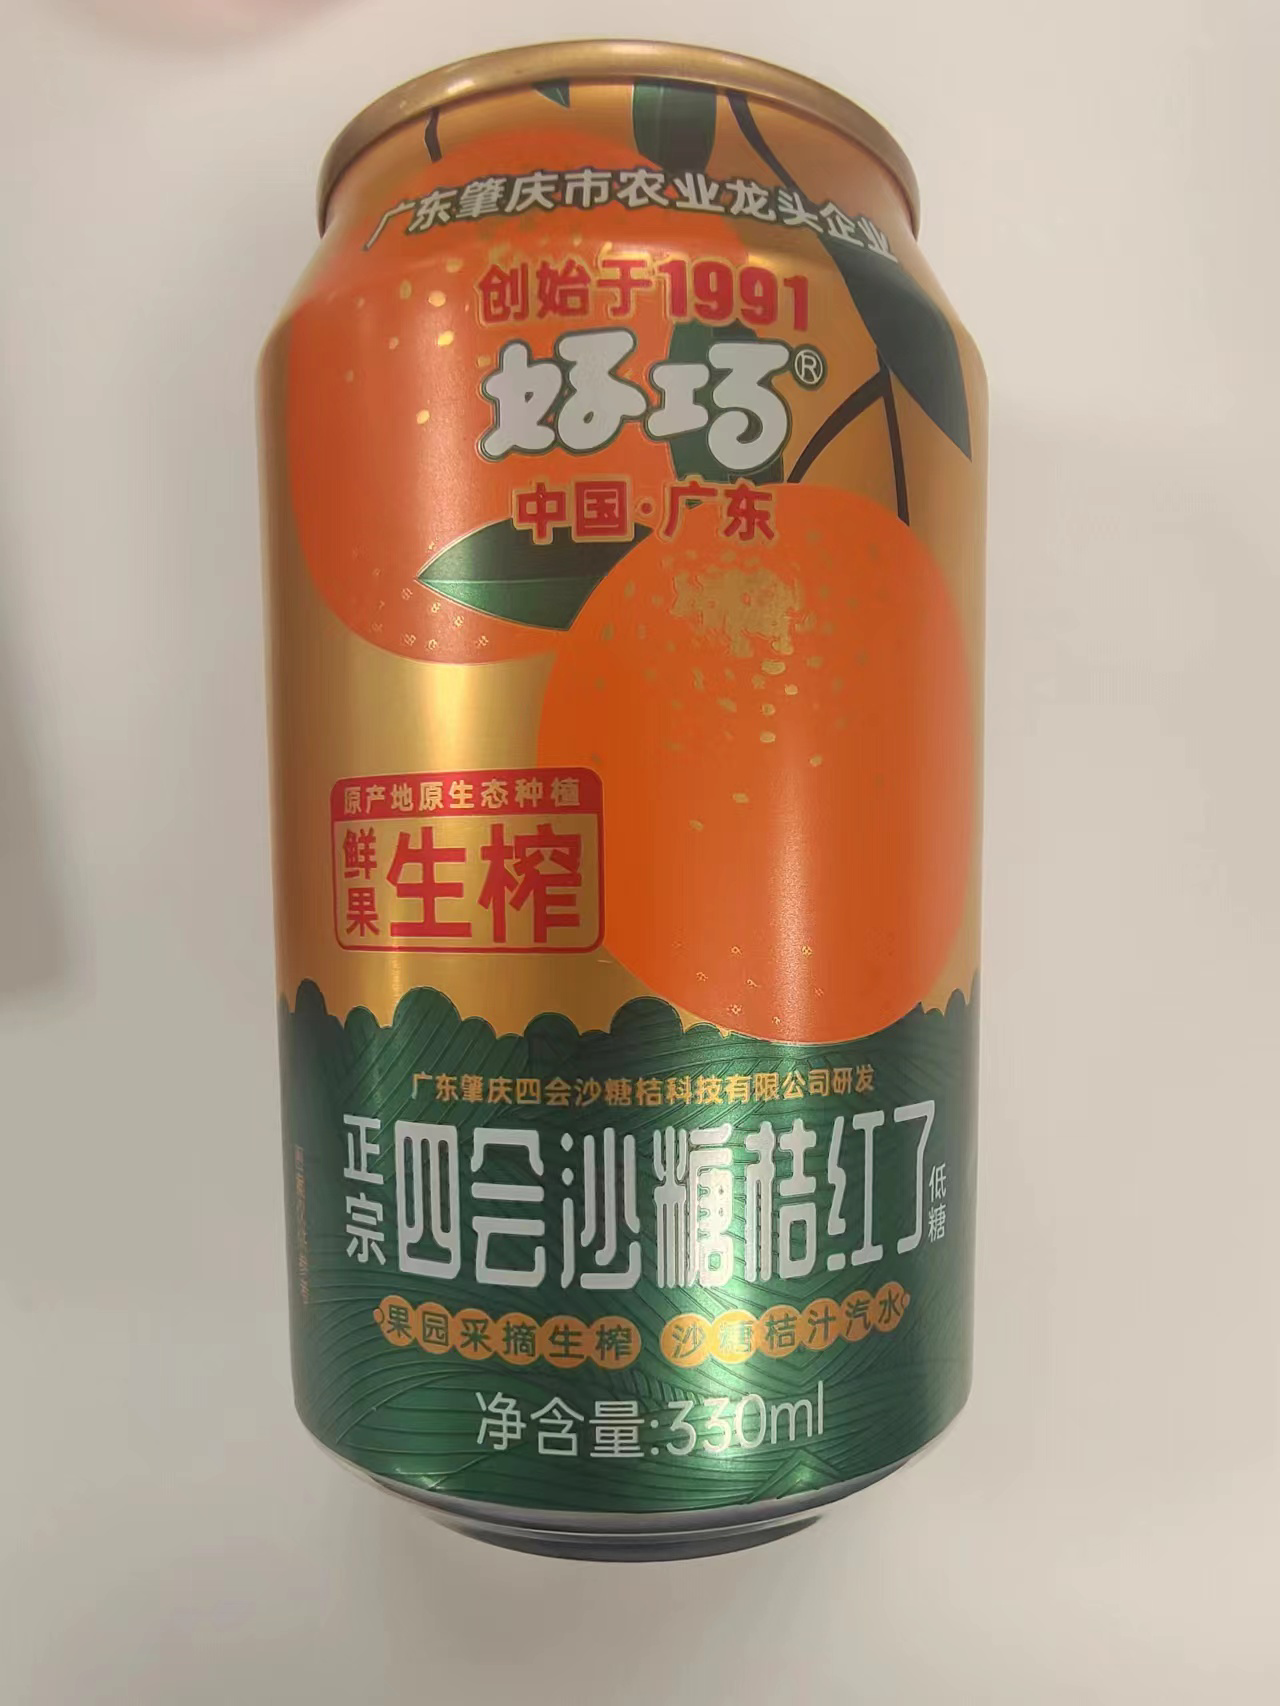 广东肇庆市农业龙头企业
创始于1991
好巧®
中国·广东
原产地原生态种植
鲜果 生榨
广东肇庆四会沙糖桔科技有限公司研发
正宗 四会沙糖桔红了 低糖
果园采摘生榨 沙糖桔汁汽水
净含量:330ml